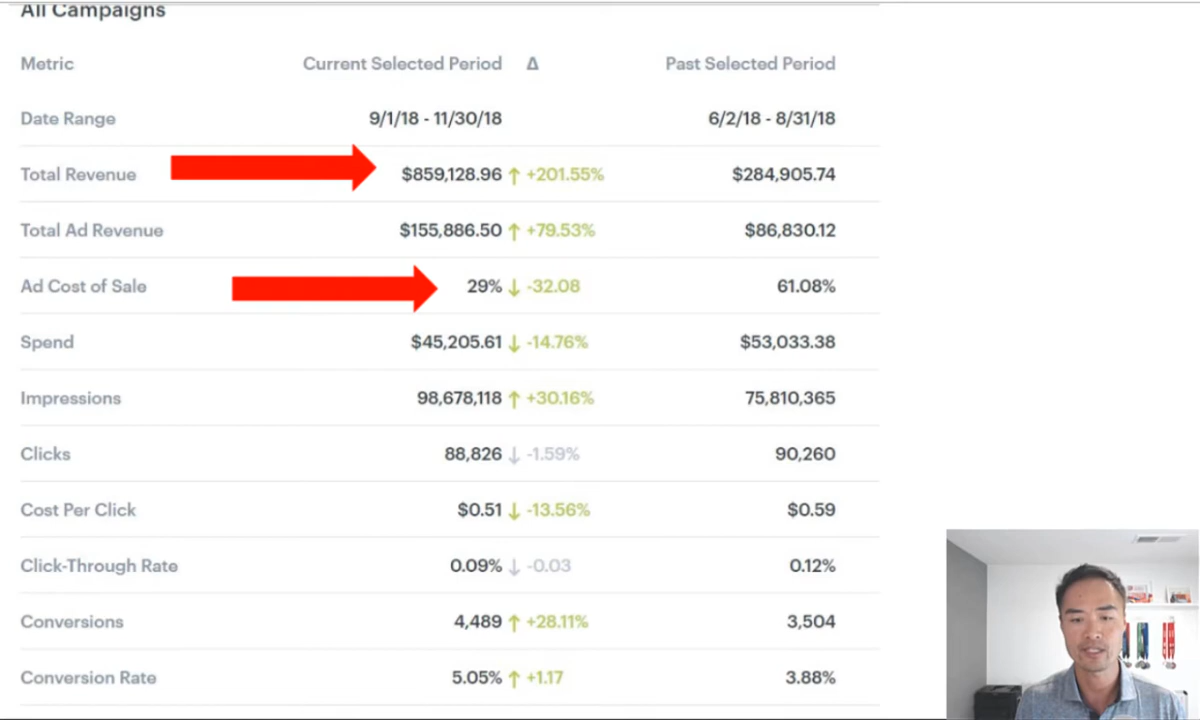 All Campaigns
Metric Current Selected Period Δ Past Selected Period
Date Range 9/1/18 - 11/30/18 6/2/18 - 8/31/18
Total Revenue $859,128.96 ↑ +201.55% $284,905.74
Total Ad Revenue $155,886.50 ↑ +79.53% $86,830.12
Ad Cost of Sale 29% ↓ -32.08 61.08%
Spend $45,205.61 ↓ -14.76% $53,033.38
Impressions 98,678,118 ↑ +30.16% 75,810,365
Clicks 88,826 ↓ -1.59% 90,260
Cost Per Click $0.51 ↓ -13.56% $0.59
Click-Through Rate 0.09% ↓ -0.03 0.12%
Conversions 4,489 ↑ +28.11% 3,504
Conversion Rate 5.05% ↑ +1.17 3.88%